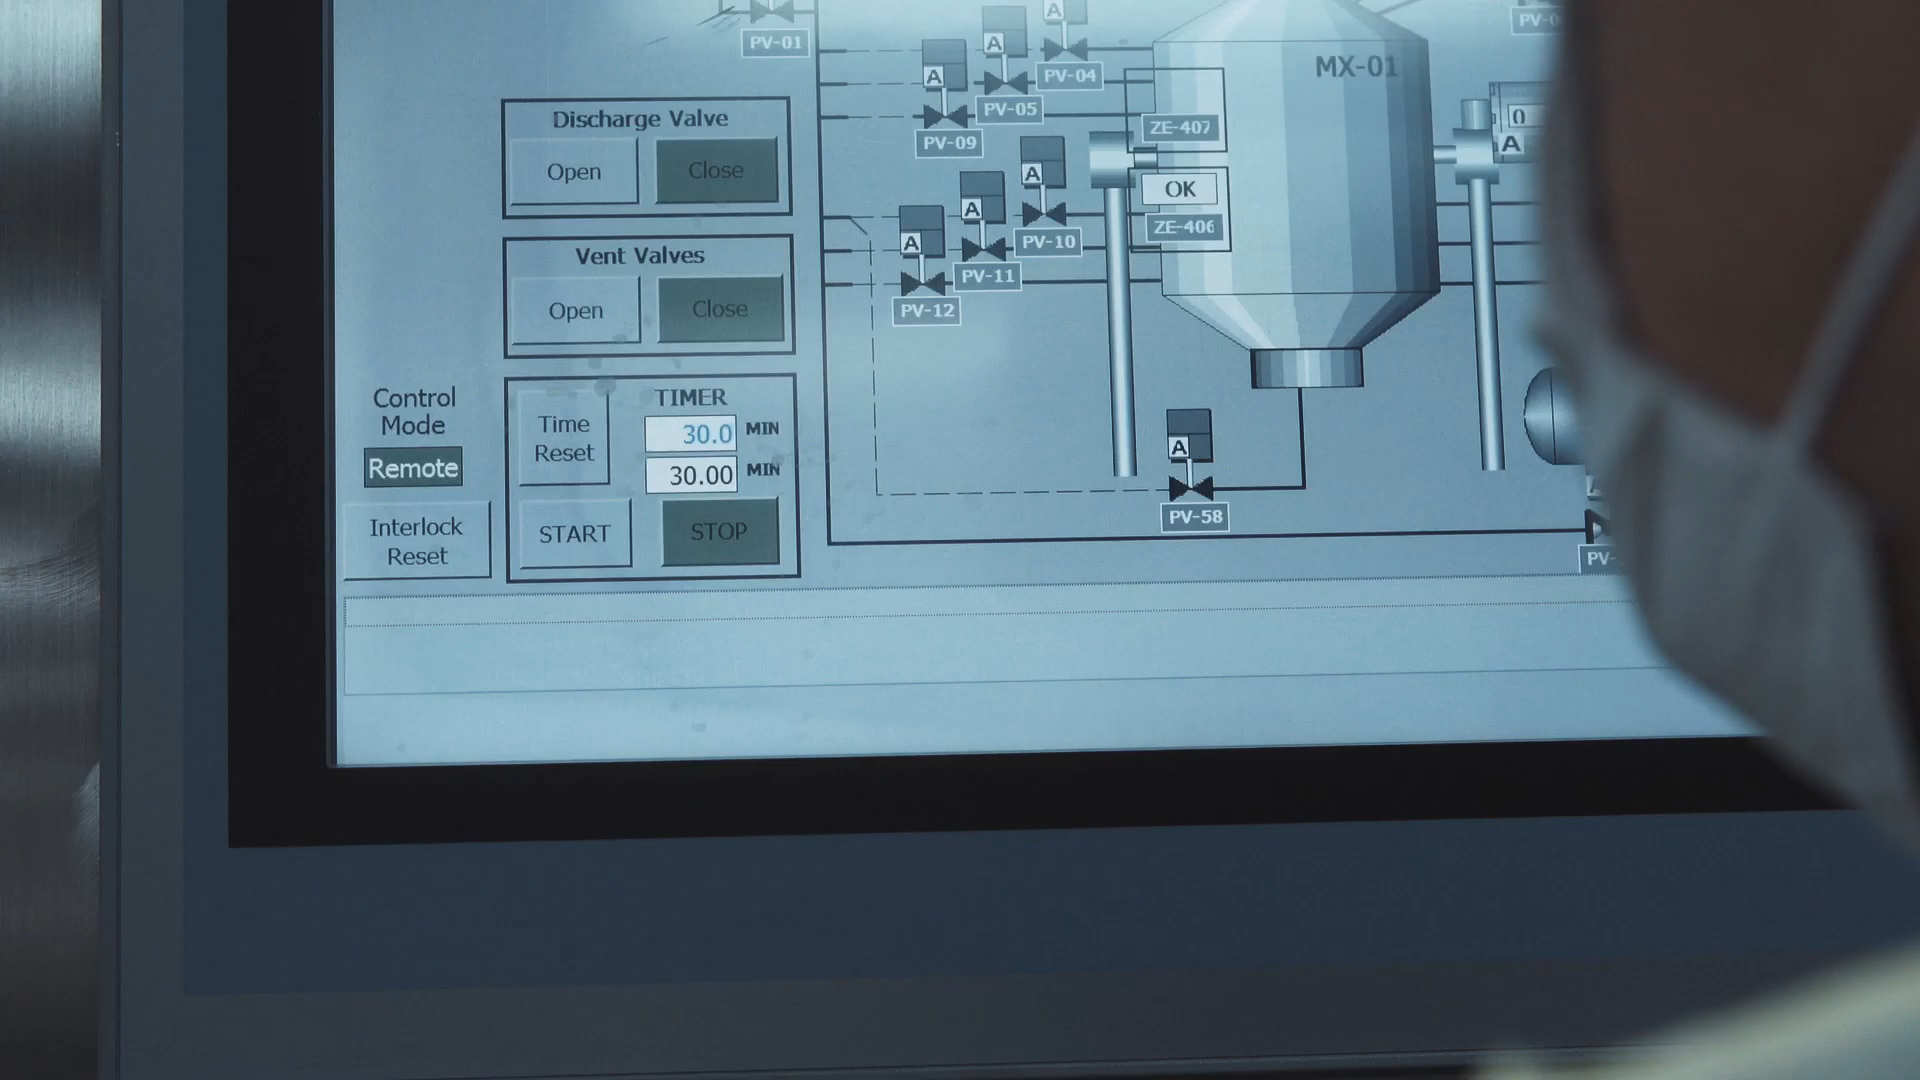 PV-01
A
A
A
PV-04
PV-05
PV-09
MX-01
ZE-407
0
A
OK
ZE-406
A
A
A
PV-10
PV-11
PV-12
Discharge Valve
Open
Close
Vent Valves
Open
Close
Control
Mode
Remote
Interlock
Reset
TIMER
Time
Reset
30.0 MIN
30.00 MIN
START
STOP
A
PV-58